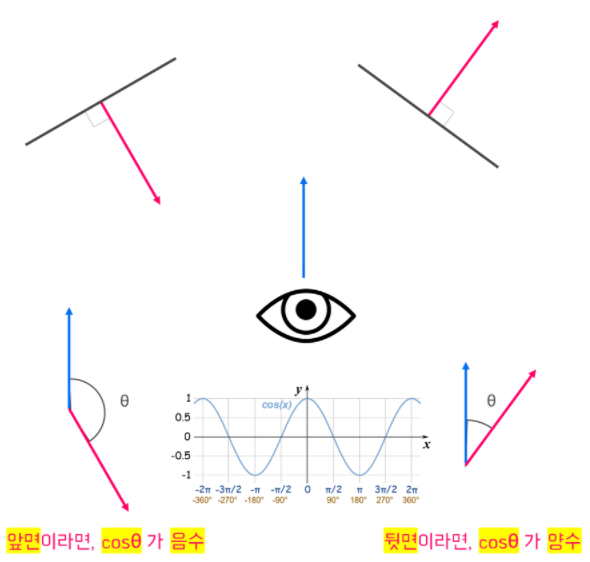 θ
θ
y
cos(x)
1
0.5
0
-0.5
-1
x
-2π -3π/2 -π -π/2 0 π/2 π 3π/2 2π
-360° -270° -180° -90° 90° 180° 270° 360°
앞면이라면, cosθ 가 음수
뒷면이라면, cosθ 가 양수